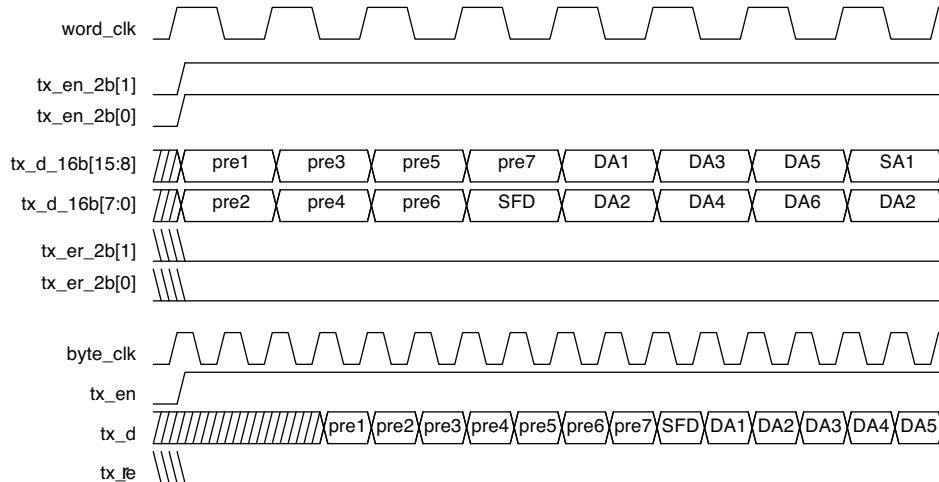 word_clk
tx_en_2b[1]
tx_en_2b[0]
tx_d_16b[15:8] pre1 pre3 pre5 pre7 DA1 DA3 DA5 SA1
tx_d_16b[7:0] pre2 pre4 pre6 SFD DA2 DA4 DA6 DA2
tx_er_2b[1]
tx_er_2b[0]
byte_clk
tx_en
tx_d pre1 pre2 pre3 pre4 pre5 pre6 pre7 SFD DA1 DA2 DA3 DA4 DA5